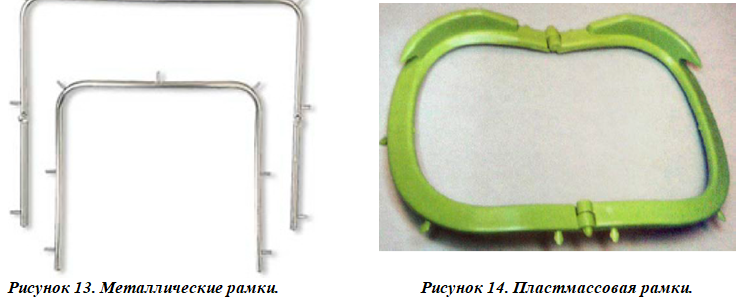 Рисунок 13. Металлические рамки.
Рисунок 14. Пластмассовая рамки.